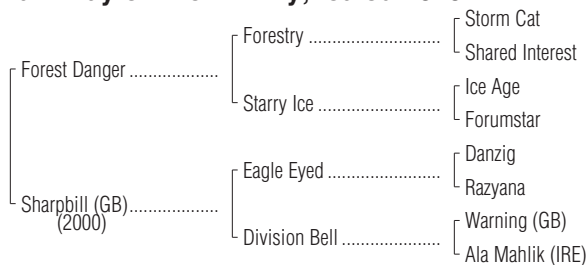 Forestry
Storm Cat
Shared Interest
Forest Danger
Starry Ice
Ice Age
Forumstar
Sharpbill (GB)
(2000)
Eagle Eyed
Danzig
Razyana
Division Bell
Warning (GB)
Ala Mahlik (IRE)